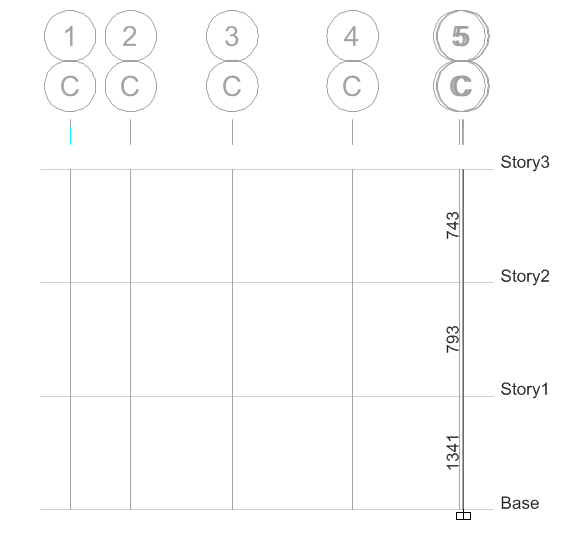 1 2 3 4 5
C C C C C
Story3
743
Story2
793
Story1
1341
Base